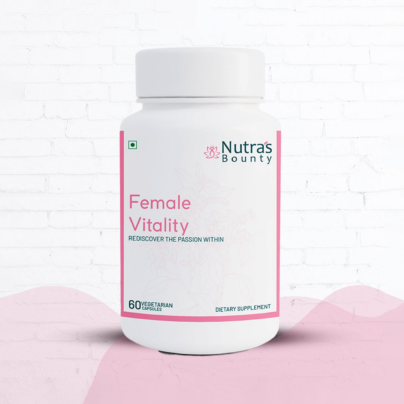 Nutra's
Bounty
Female
Vitality
REDISCOVER THE PASSION WITHIN
60 VEGETARIAN
CAPSULES
DIETARY SUPPLEMENT